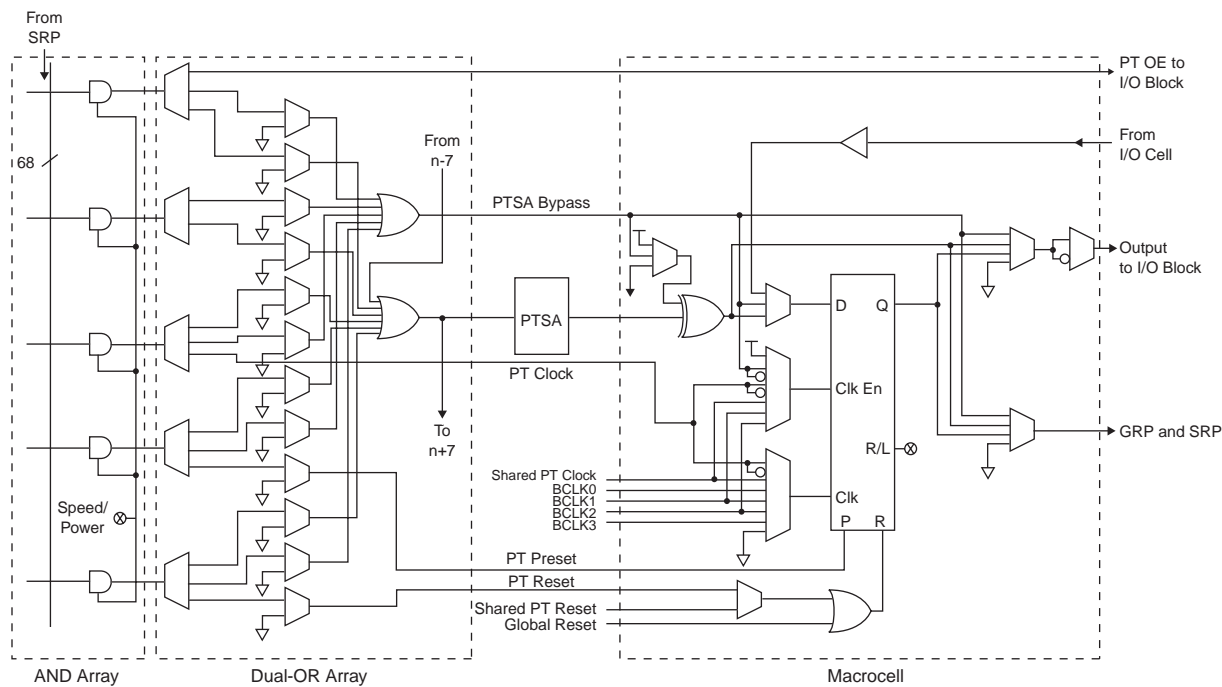 From
SRP
PT OE to
I/O Block
From
n-7
From
I/O Cell
68
PTSA Bypass
Output
to I/O Block
PTSA
D
Q
PT Clock
Clk En
To
n+7
GRP and SRP
R/L
Shared PT Clock
BCLK0
BCLK1
BCLK2
BCLK3
Clk
Speed/
Power
P
R
PT Preset
PT Reset
Shared PT Reset
Global Reset
AND Array
Dual-OR Array
Macrocell